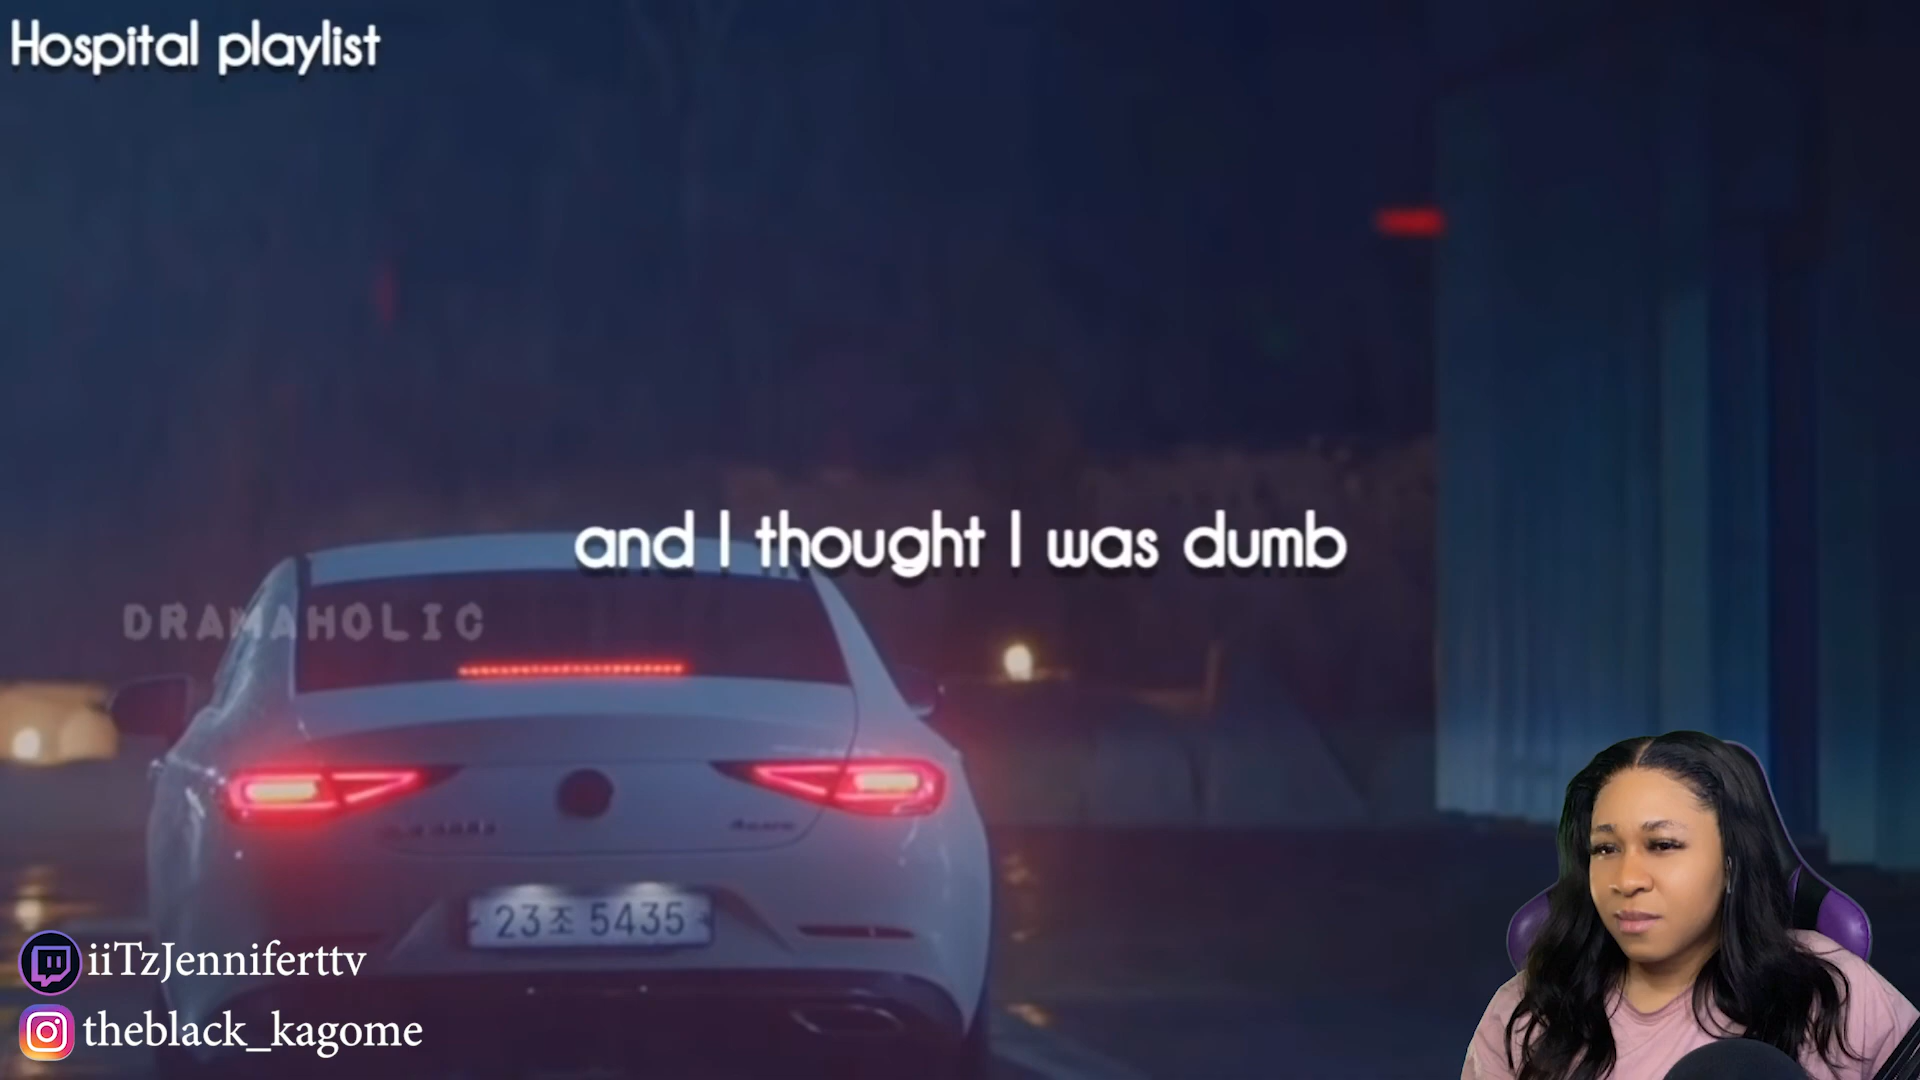 Hospital playlist
and I thought I was dumb
DRAMAHOLIC
23조 5435
iiTzJenniferttv
theblack_kagome